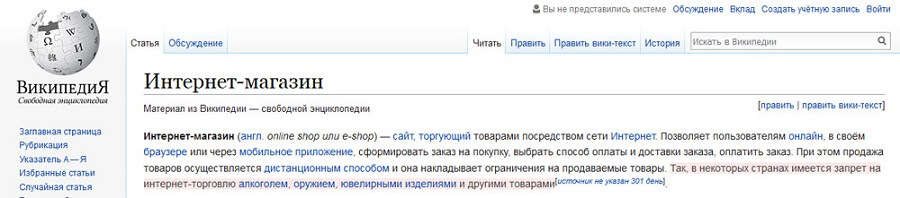 Вы не представились системе Обсуждение Вклад Создать учётную запись Войти
Статья Обсуждение Читать Править Править вики-текст История Искать в Википедии
ВикипедиЯ
Свободная энциклопедия
Заглавная страница
Рубрикация
Указатель А — Я
Избранные статьи
Случайная статья
Интернет-магазин
Материал из Википедии — свободной энциклопедии [править | править вики-текст]
Интернет-магазин (англ. online shop или e-shop) — сайт, торгующий товарами посредством сети Интернет. Позволяет пользователям онлайн, в своём
браузере или через мобильное приложение, сформировать заказ на покупку, выбрать способ оплаты и доставки заказа, оплатить заказ. При этом продажа
товаров осуществляется дистанционным способом и она накладывает ограничения на продаваемые товары. Так, в некоторых странах имеется запрет на
интернет-торговлю алкоголем, оружием, ювелирными изделиями и другими товарами[источник не указан 301 день].